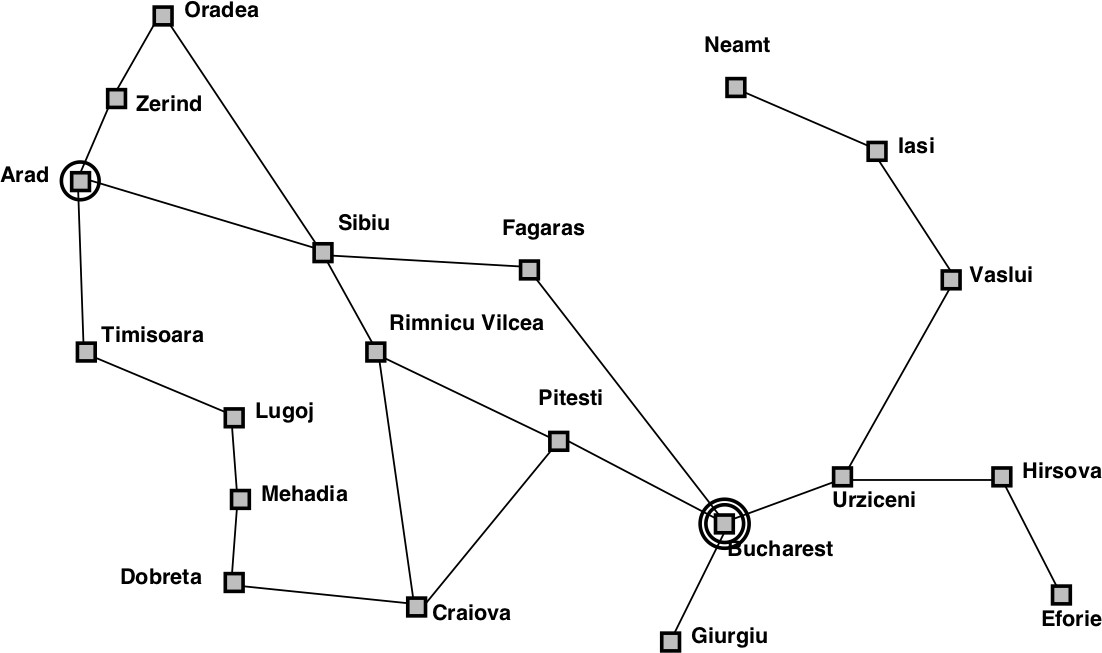 Oradea
Neamt
Zerind
Iasi
Arad
Sibiu
Fagaras
Vaslui
Rimnicu Vilcea
Timisoara
Pitesti
Lugoj
Hirsova
Mehadia
Urziceni
Bucharest
Dobreta
Craiova
Eforie
Giurgiu